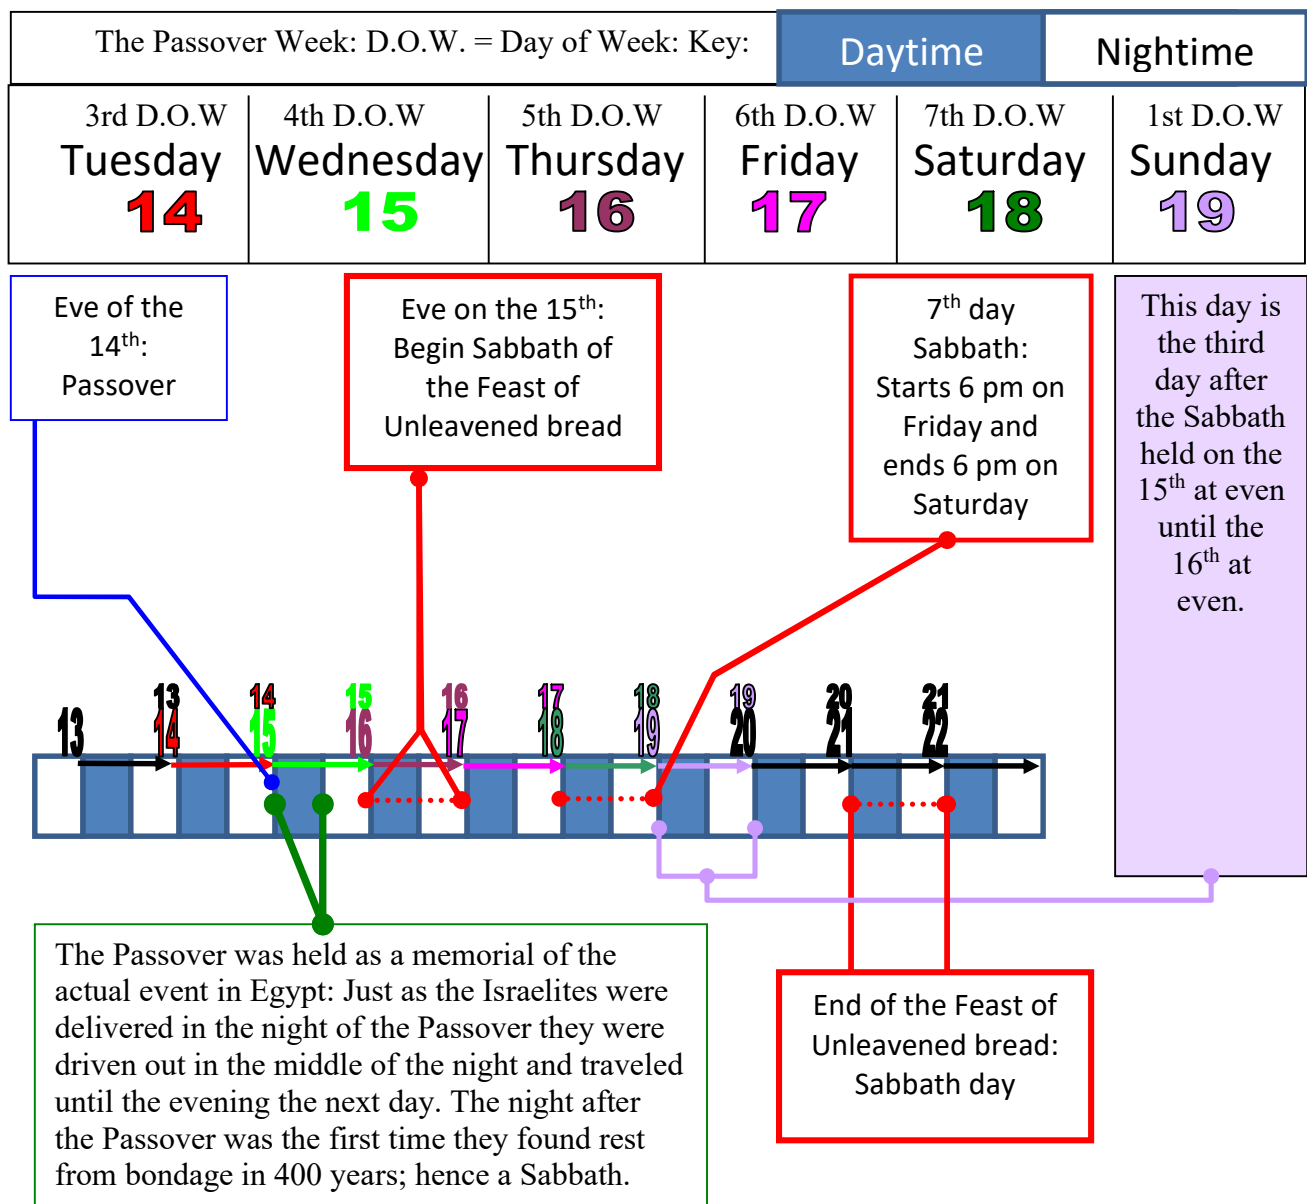 The Passover Week: D.O.W. = Day of Week: Key:
Daytime
Nightime
3rd D.O.W
Tuesday
14
4th D.O.W
Wednesday
15
5th D.O.W
Thursday
16
6th D.O.W
Friday
17
7th D.O.W
Saturday
18
1st D.O.W
Sunday
19
Eve of the
14th:
Passover
Eve on the 15th:
Begin Sabbath of
the Feast of
Unleavened bread
7th day
Sabbath:
Starts 6 pm on
Friday and
ends 6 pm on
Saturday
This day is
the third
day after
the Sabbath
held on the
15th at even
until the
16th at
even.
13 14 15 16 17 18 19 20 21
13 14 15 16 17 18 19 20 21 22
The Passover was held as a memorial of the
actual event in Egypt: Just as the Israelites were
delivered in the night of the Passover they were
driven out in the middle of the night and traveled
until the evening the next day. The night after
the Passover was the first time they found rest
from bondage in 400 years; hence a Sabbath.
End of the Feast of
Unleavened bread:
Sabbath day